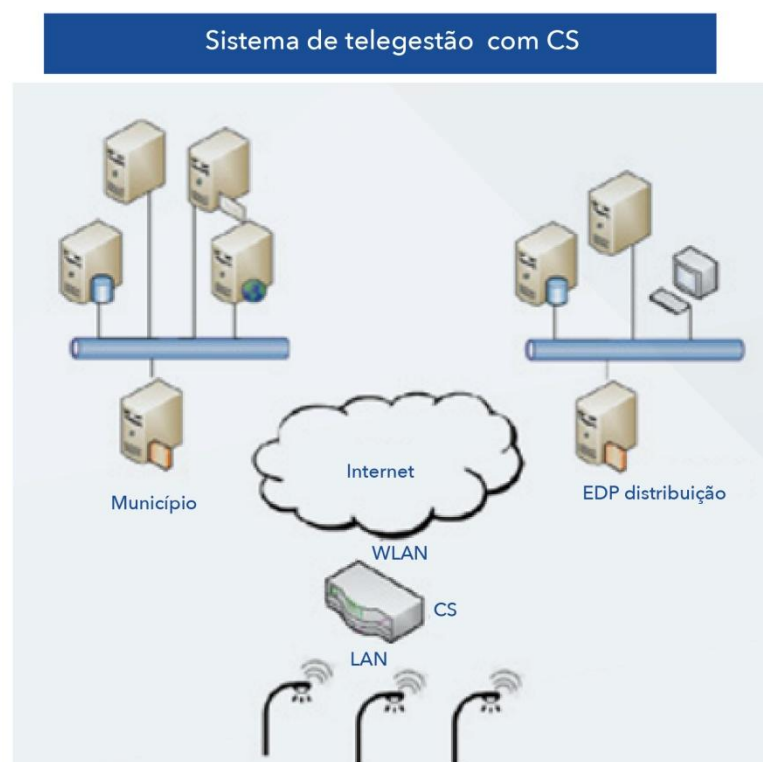 Sistema de telegestão com CS
Internet
Município
EDP distribuição
WLAN
CS
LAN